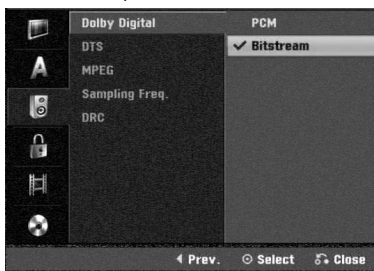 Dolby Digital PCM
DTS ✓ Bitstream
MPEG
A
Sampling Freq.
DRC
Prev. Select Close